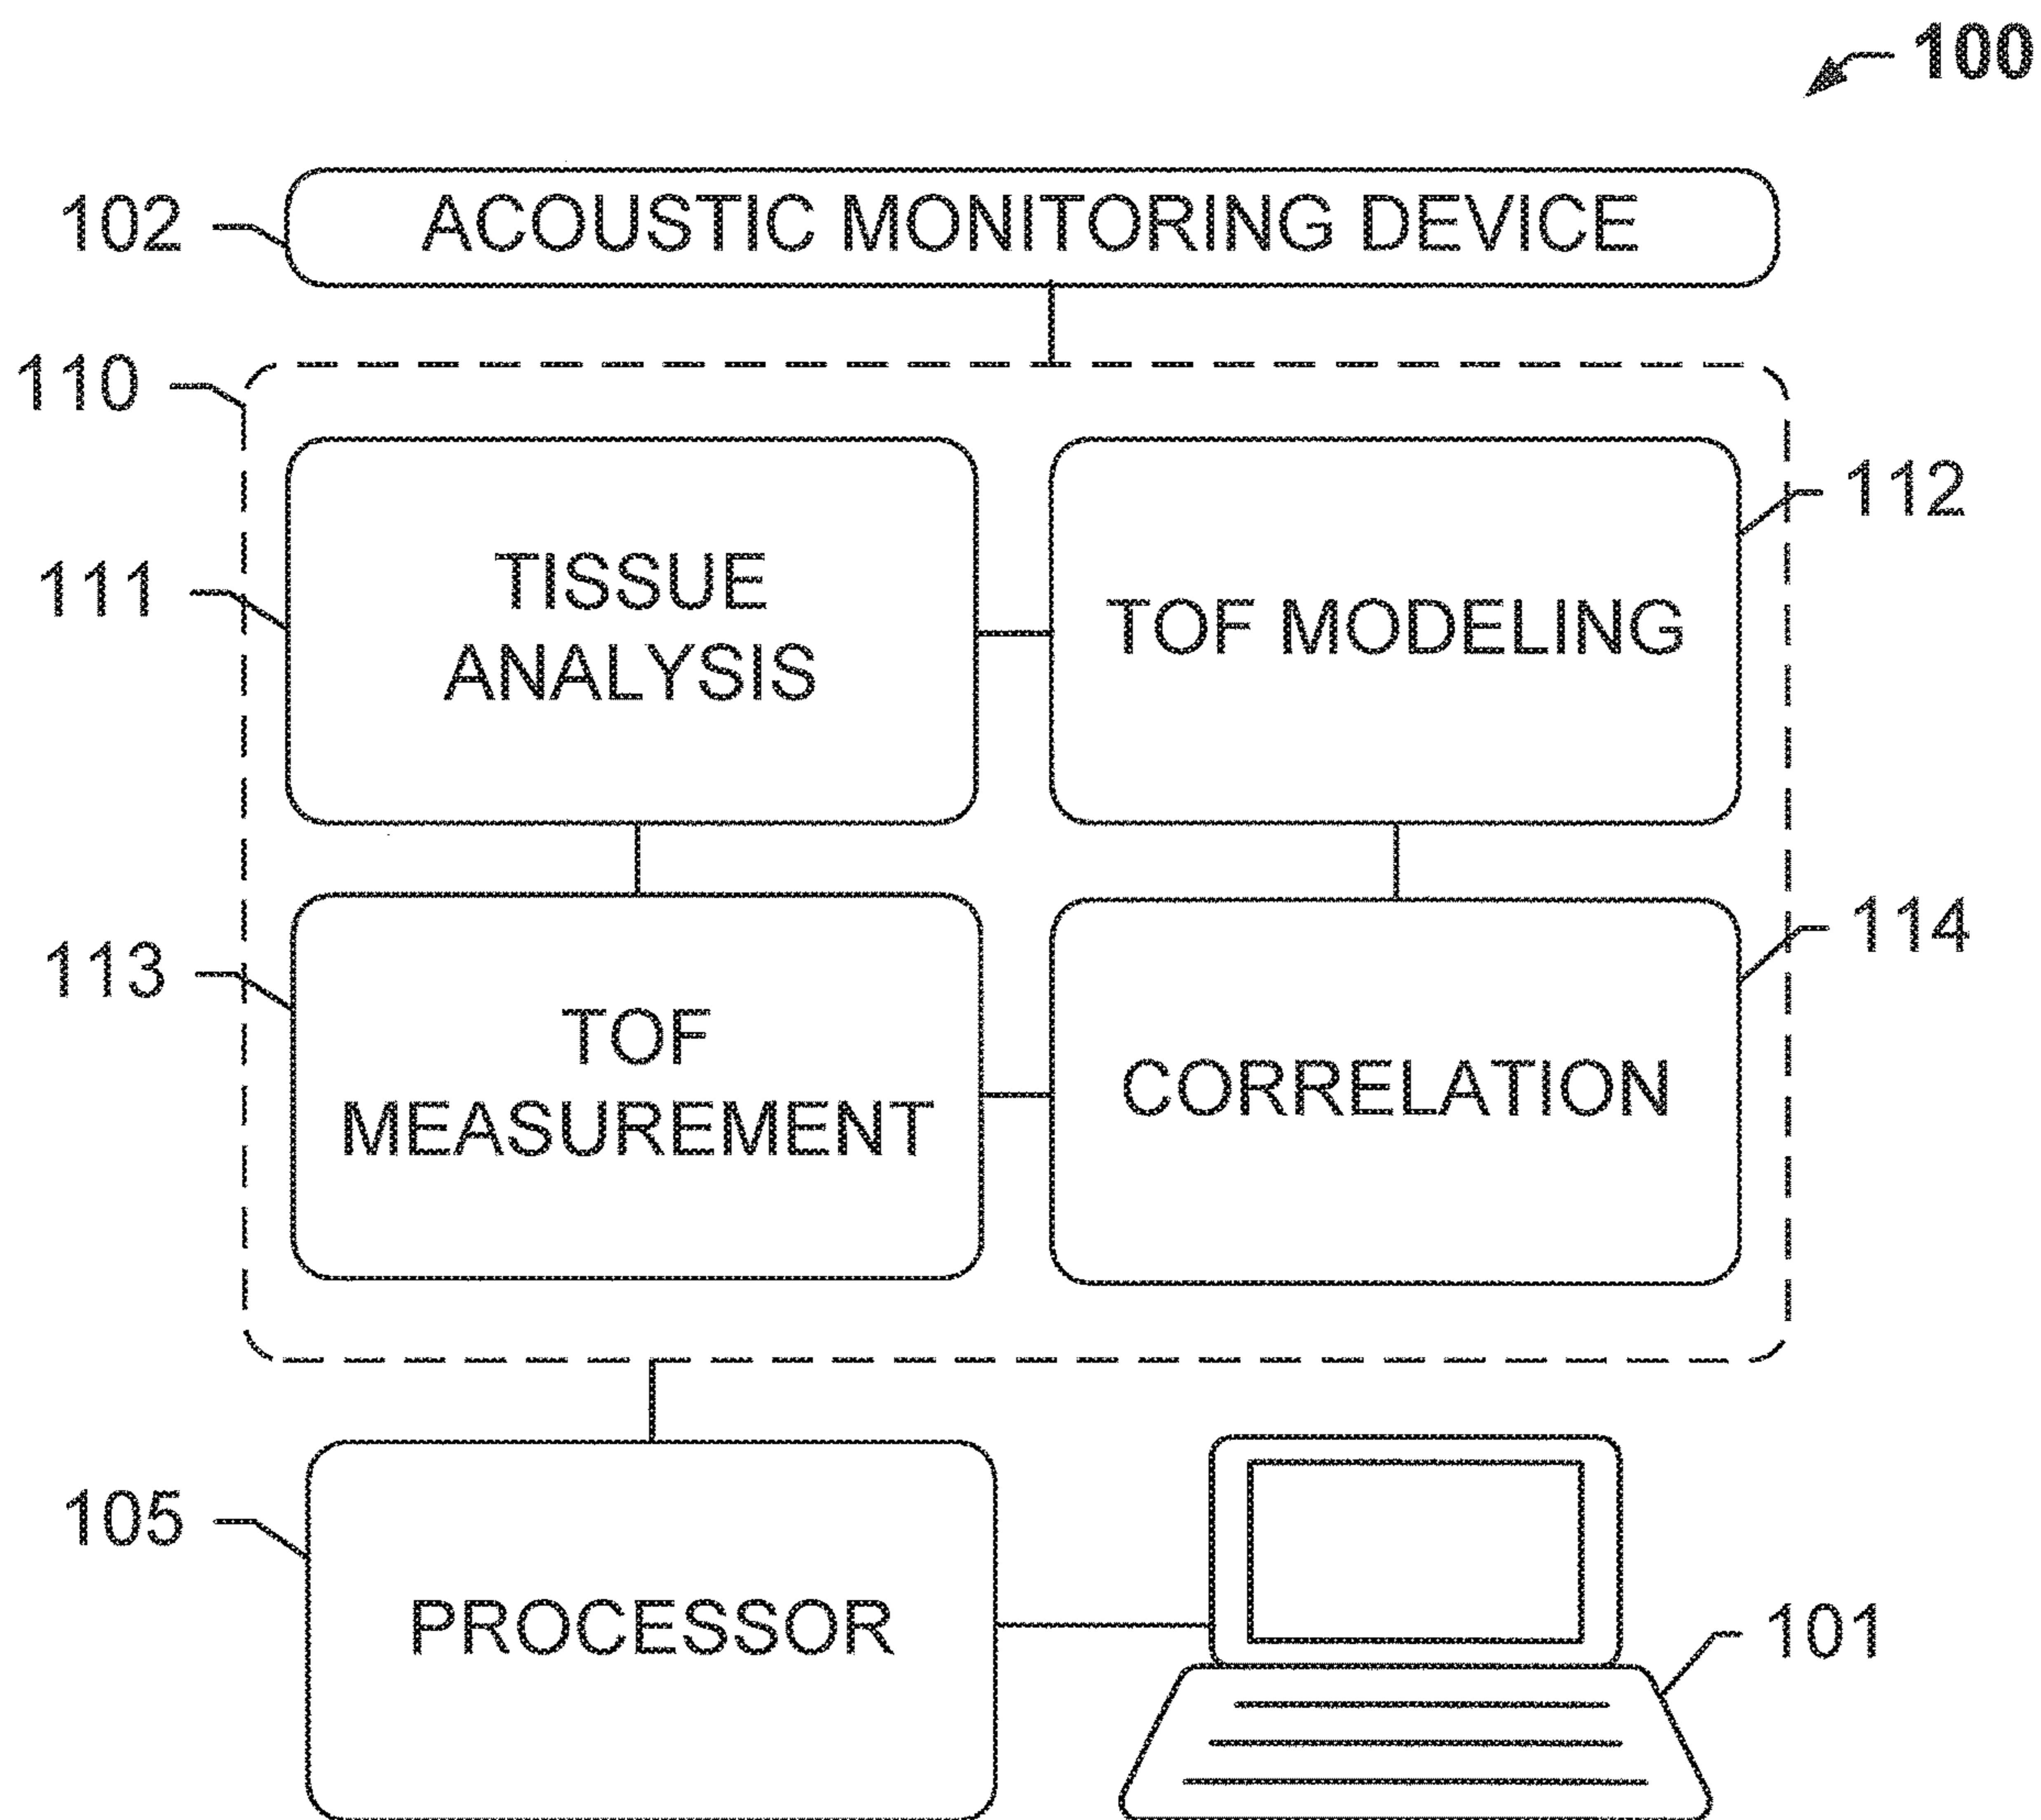 100
102
ACOUSTIC MONITORING DEVICE
110
111
TISSUE
ANALYSIS
TOF MODELING
112
113
TOF
MEASUREMENT
CORRELATION
114
105
PROCESSOR
101